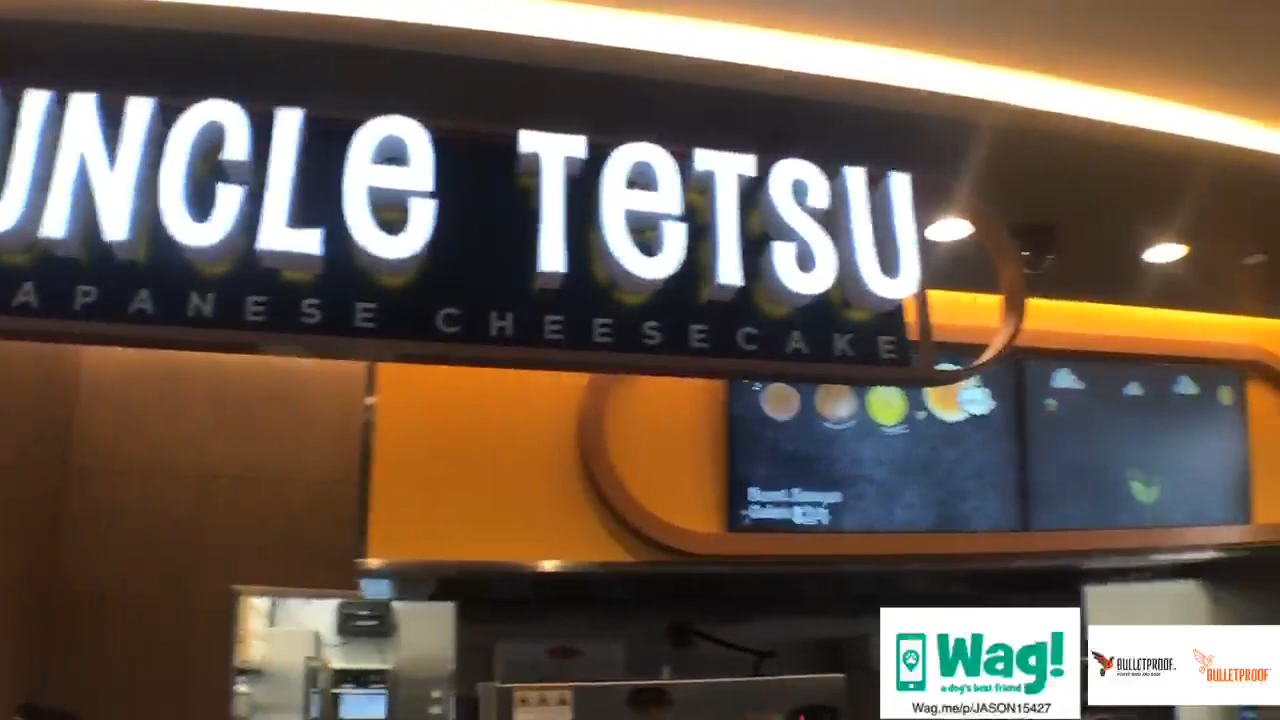 UNCLe TeTSU
APANESE CHEESECAKE
Wag!
a dog's best friend
Wag.me/p/JASON15427
BULLETPROOF
BULLETPROOF